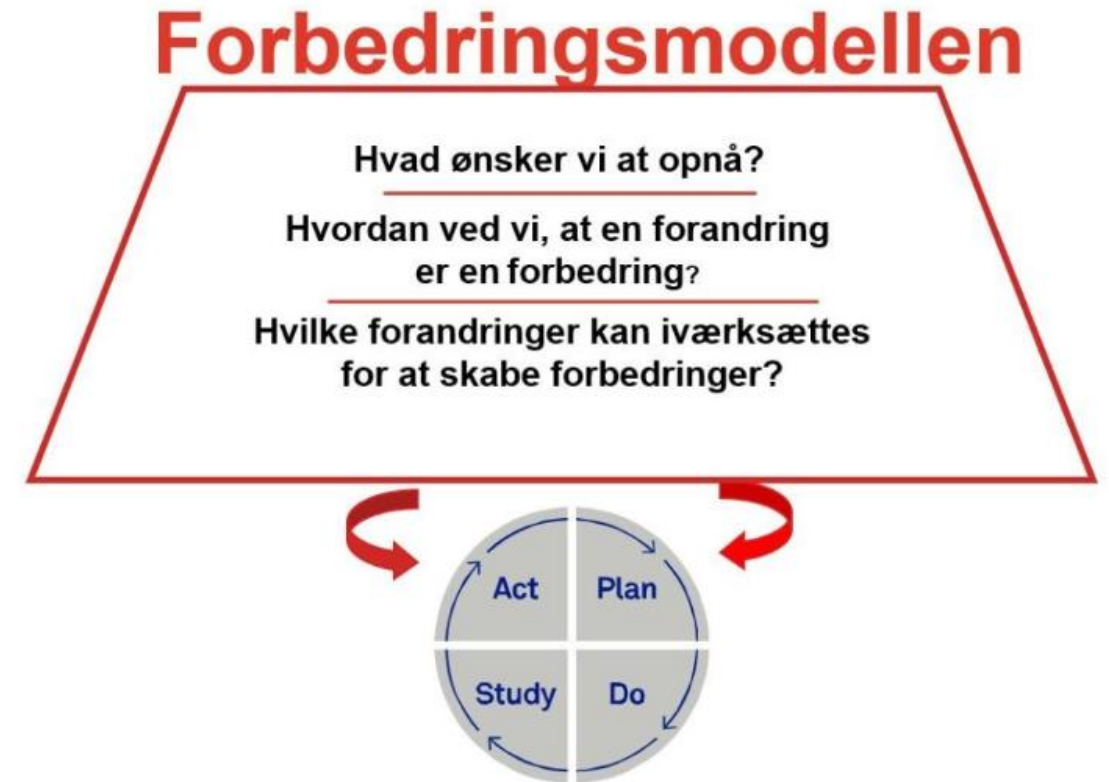 Forbedringsmodellen
Hvad ønsker vi at opnå?
Hvordan ved vi, at en forandring
er en forbedring?
Hvilke forandringer kan iværksættes
for at skabe forbedringer?
Act
Plan
Study
Do